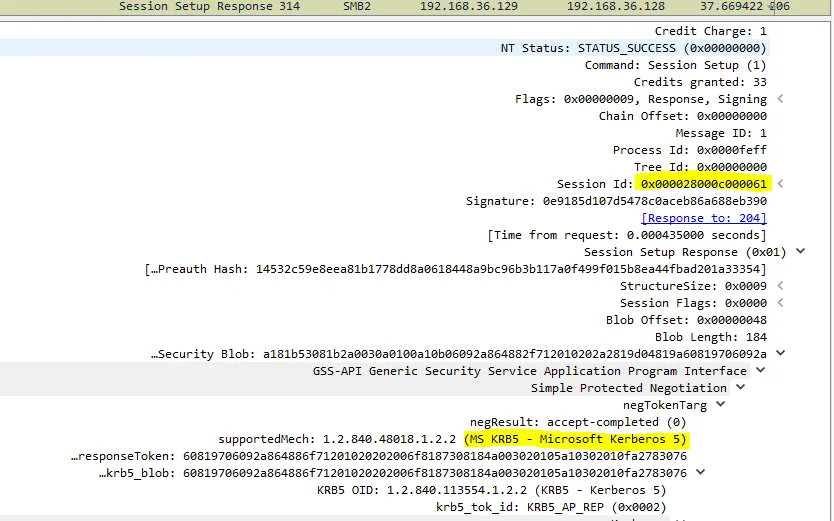 Session Setup Response 314 SMB2 192.168.36.129 192.168.36.128 37.669422 206
Credit Charge: 1
NT Status: STATUS_SUCCESS (0x00000000)
Command: Session Setup (1)
Credits granted: 33
Flags: 0x00000009, Response, Signing
Chain Offset: 0x00000000
Message ID: 1
Process Id: 0x0000feff
Tree Id: 0x00000000
Session Id: 0x000028000c000061
Signature: 0e9185d107d5478c0aceb86a688eb390
[Response to: 204]
[Time from request: 0.000435000 seconds]
Session Setup Response (0x01)
[…Preauth Hash: 14532c59e8eea81b1778dd8a0618448a9bc96b3b117a0f499f015b8ea44fbad201a33354]
StructureSize: 0x0009
Session Flags: 0x0000
Blob Offset: 0x00000048
Blob Length: 184
…Security Blob: a181b53081b2a0030a0100a10b06092a864882f712010202a2819d04819a60819706092a
GSS-API Generic Security Service Application Program Interface
Simple Protected Negotiation
negTokenTarg
negResult: accept-completed (0)
supportedMech: 1.2.840.48018.1.2.2 (MS KRB5 - Microsoft Kerberos 5)
…responseToken: 60819706092a864886f71201020202006f8187308184a003020105a10302010fa2783076
…krb5_blob: 60819706092a864886f71201020202006f8187308184a003020105a10302010fa2783076
KRB5 OID: 1.2.840.113554.1.2.2 (KRB5 - Kerberos 5)
krb5_tok_id: KRB5_AP_REP (0x0002)